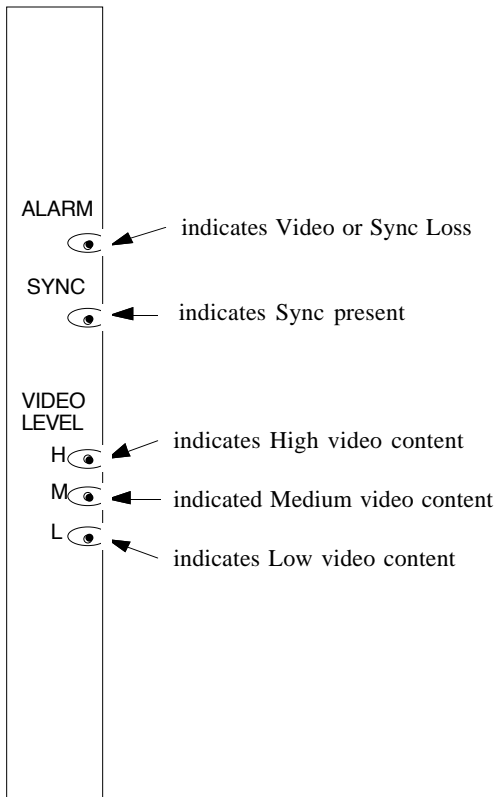 ALARM
indicates Video or Sync Loss
SYNC
indicates Sync present
VIDEO
LEVEL
H
indicates High video content
M
indicated Medium video content
L
indicates Low video content